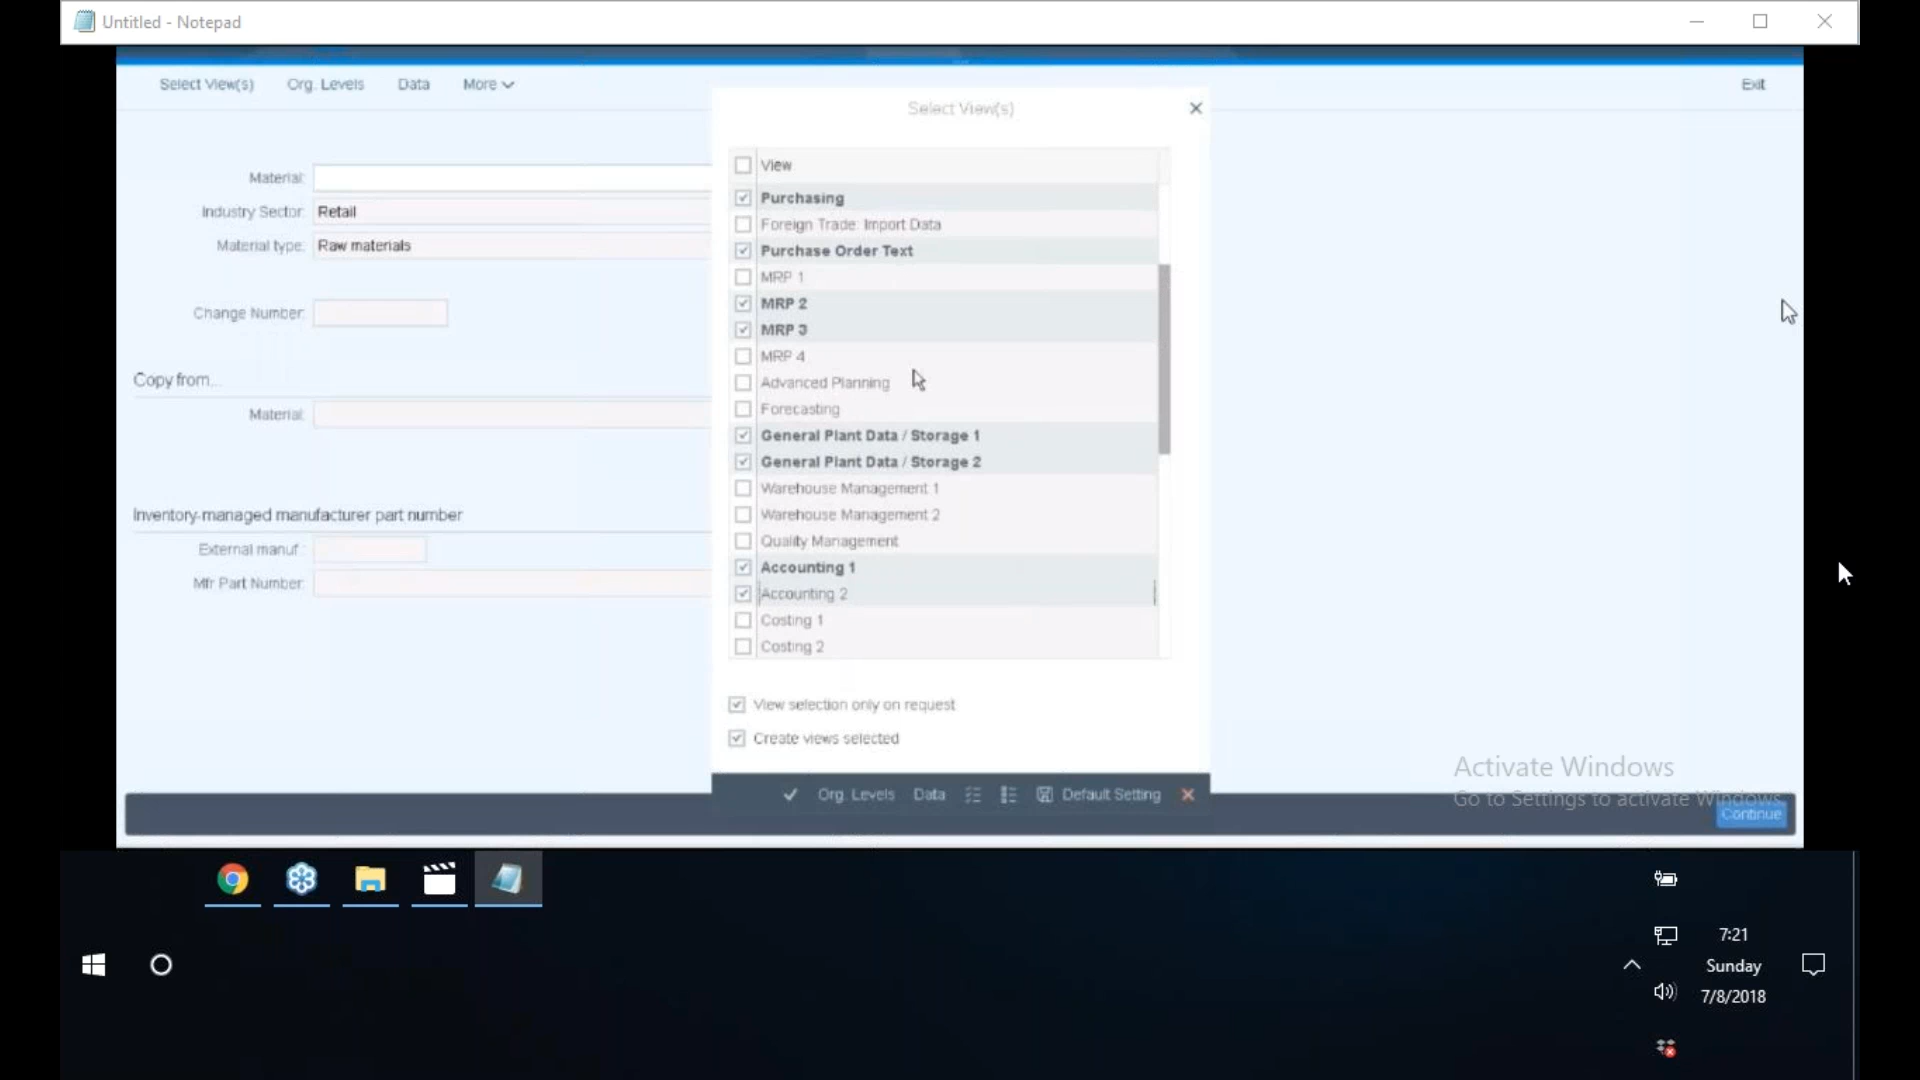 Untitled - Notepad
Select View(s) Org. Levels Data More Exit
Material:
Industry Sector: Retail
Material type: Raw materials
Change Number:
Copy from...
Material:
Inventory-managed manufacturer part number
External manuf.:
Mfr Part Number:
Select View(s)
View
Purchasing
Foreign Trade: Import Data
Purchase Order Text
MRP 1
MRP 2
MRP 3
MRP 4
Advanced Planning
Forecasting
General Plant Data / Storage 1
General Plant Data / Storage 2
Warehouse Management 1
Warehouse Management 2
Quality Management
Accounting 1
Accounting 2
Costing 1
Costing 2
View selection only on request
Create views selected
Org. Levels Data Default Setting
Activate Windows
Go to Settings to activate Windows.
Continue
7:21
Sunday
7/8/2018